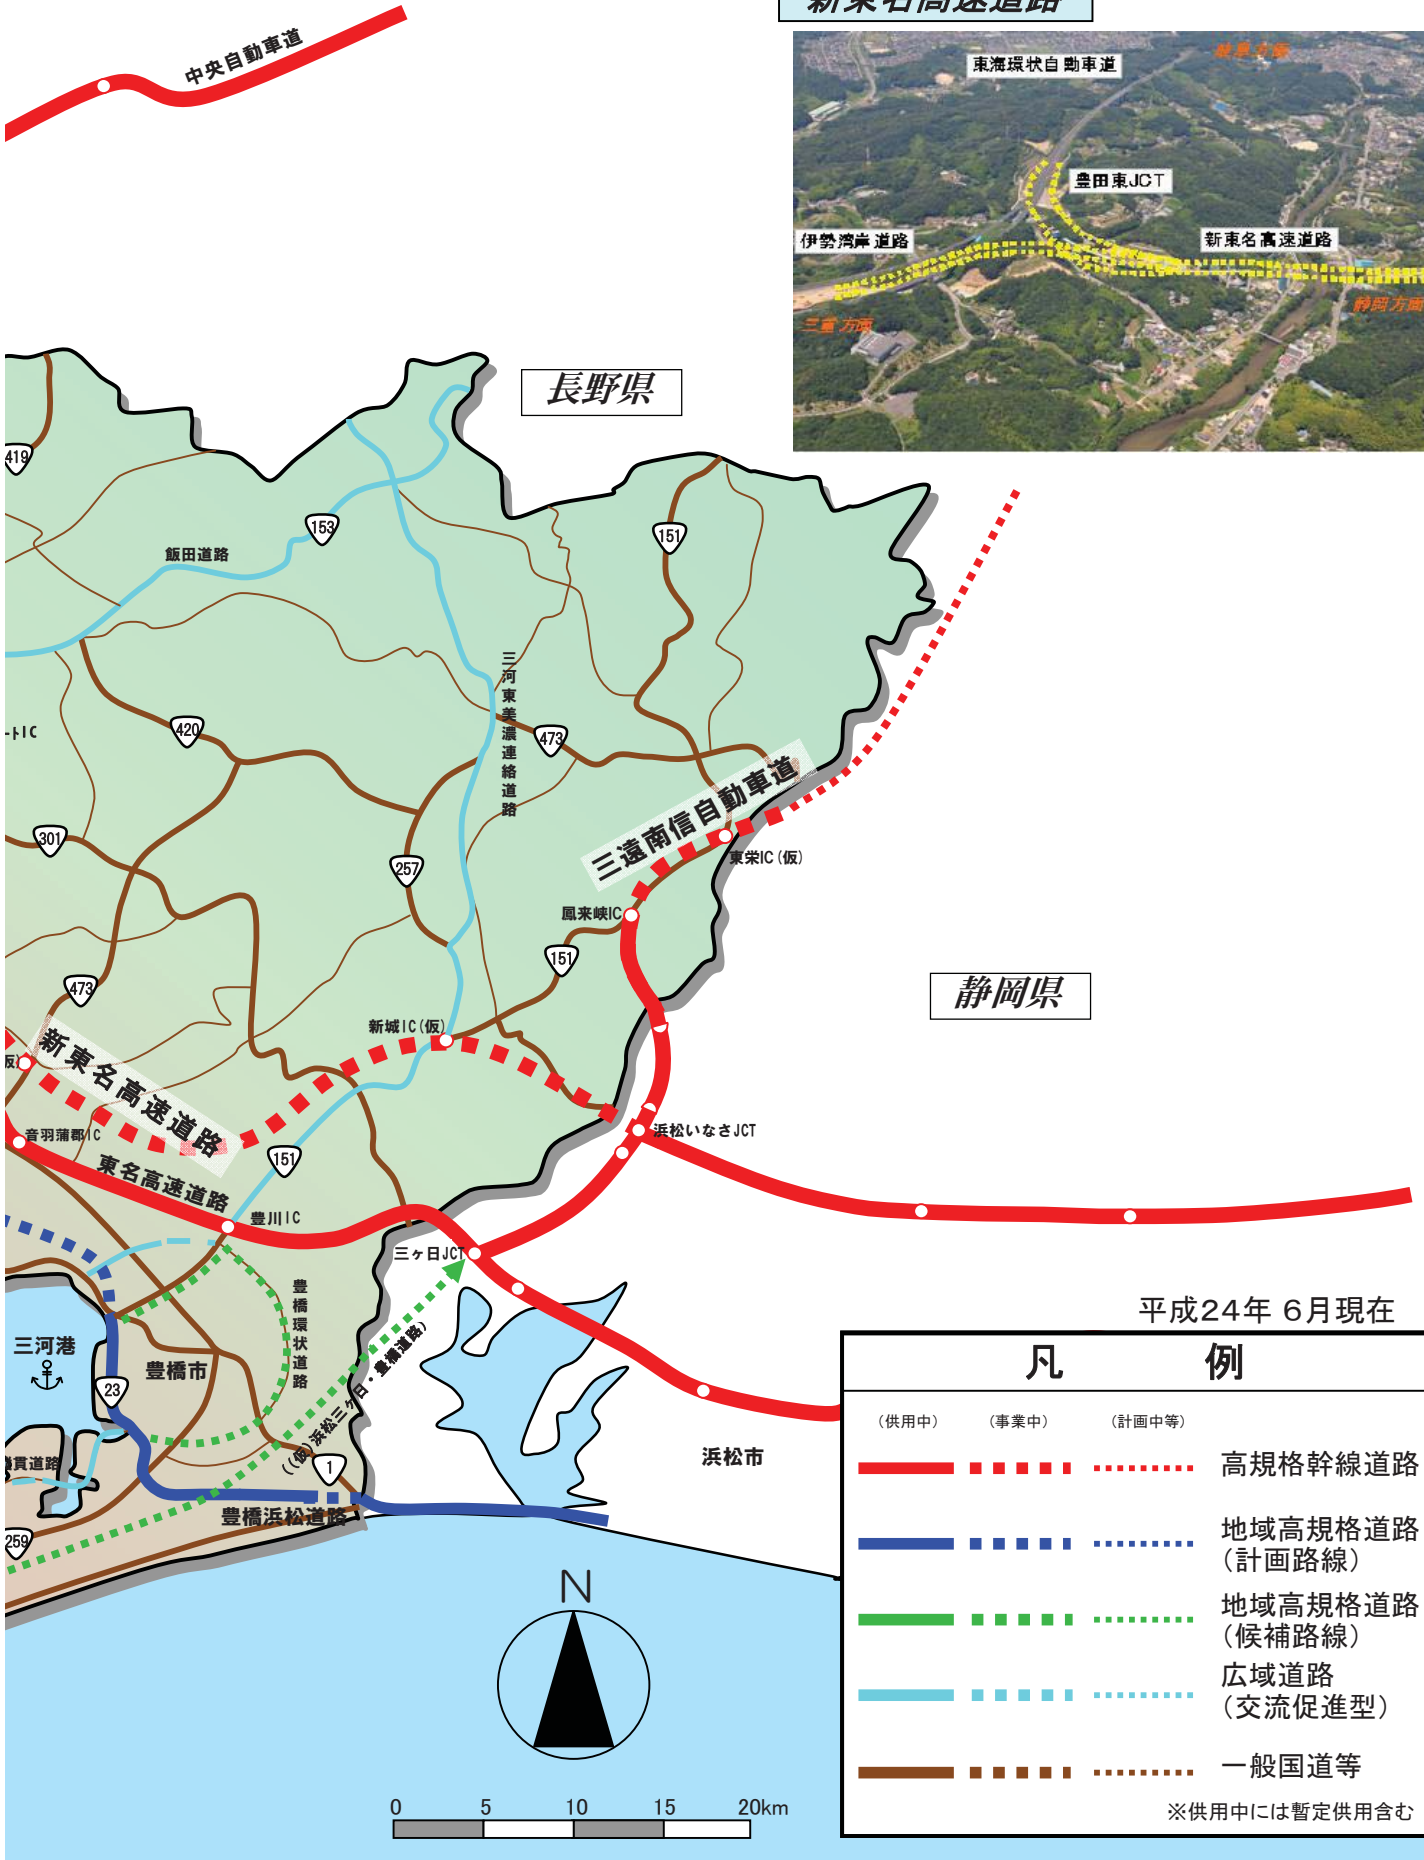 新東名高速道路
中央自動車道
東海環状自動車道
岐阜方面
豊田東JCT
伊勢湾岸道路
新東名高速道路
三重方面
静岡方面
長野県
419
153
151
飯田道路
三河東美濃連絡道路
ートIC
420
473
三遠南信自動車道
301
257
東栄IC(仮)
鳳来峡IC
151
473
静岡県
新城IC(仮)
新東名高速道路
仮)
音羽蒲郡IC
浜松いなさJCT
151
東名高速道路
豊川IC
三ヶ日JCT
豊橋環状道路
三河港
豊橋市
((仮)浜松三ヶ日・豊橋道路)
23
貫道路
1
浜松市
豊橋浜松道路
259
平成24年 6月現在
凡 例
(供用中) (事業中) (計画中等)
高規格幹線道路
地域高規格道路
(計画路線)
地域高規格道路
(候補路線)
広域道路
(交流促進型)
一般国道等
※供用中には暫定供用含む
N
0 5 10 15 20km